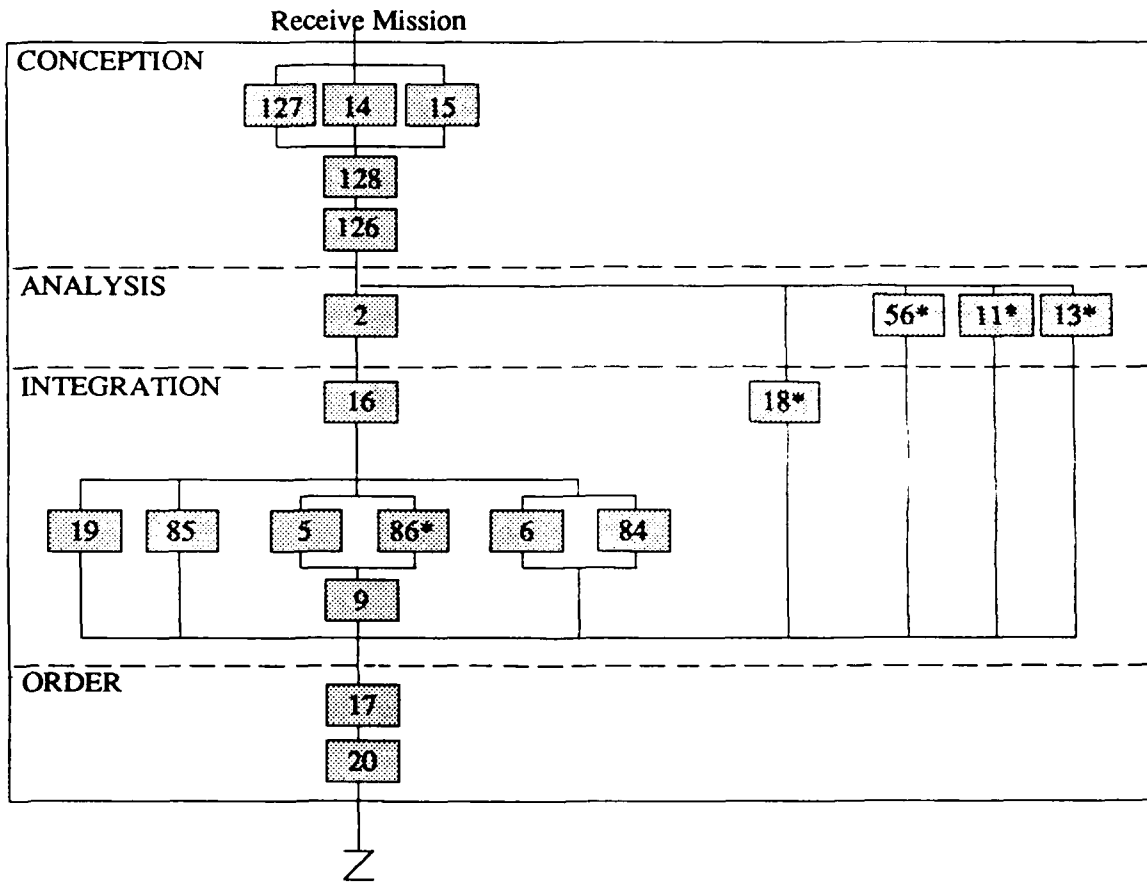 Receive Mission
CONCEPTION
127 14 15
128
126
ANALYSIS
2 56* 11* 13*
INTEGRATION
16 18*
19 85 5 86* 6 84
9
ORDER
17
20
Z